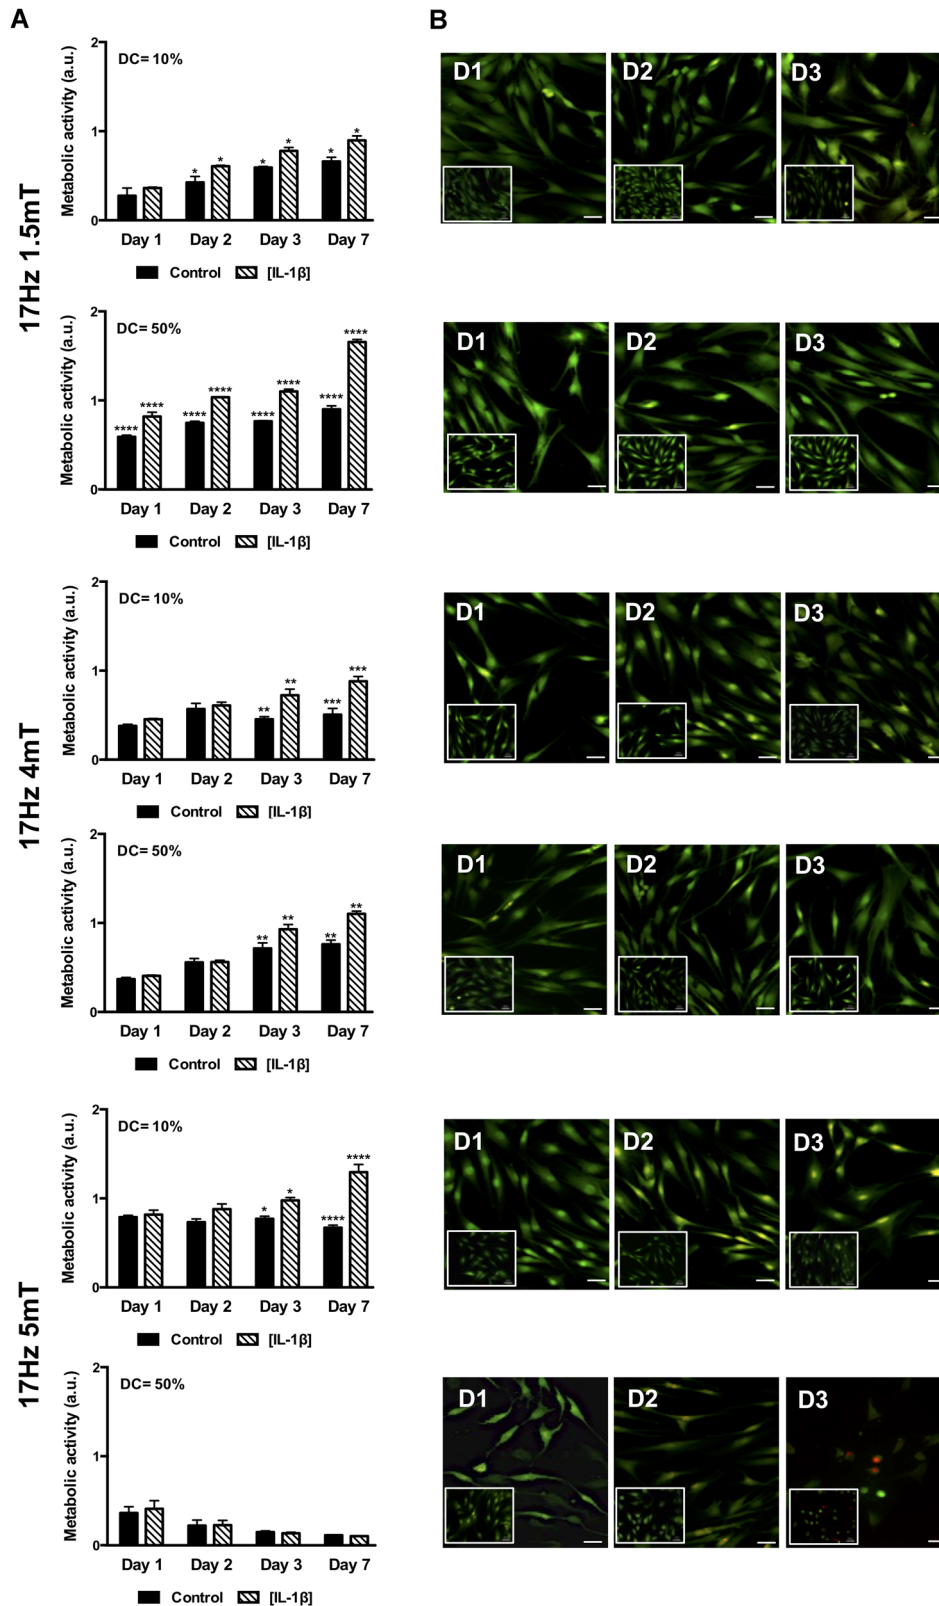 A
B
17Hz 1.5mT
Metabolic activity (a.u.)
DC= 10%
2
1
0
* * * * * *
Day 1 Day 2 Day 3 Day 7
Control [IL-1β]
D1 D2 D3
Metabolic activity (a.u.)
DC= 50%
2
1
0
**** **** **** **** **** **** **** ****
Day 1 Day 2 Day 3 Day 7
Control [IL-1β]
D1 D2 D3
17Hz 4mT
Metabolic activity (a.u.)
DC= 10%
2
1
0
** ** *** ***
Day 1 Day 2 Day 3 Day 7
Control [IL-1β]
D1 D2 D3
Metabolic activity (a.u.)
DC= 50%
2
1
0
** ** ** **
Day 1 Day 2 Day 3 Day 7
Control [IL-1β]
D1 D2 D3
17Hz 5mT
Metabolic activity (a.u.)
DC= 10%
2
1
0
* * **** ****
Day 1 Day 2 Day 3 Day 7
Control [IL-1β]
D1 D2 D3
Metabolic activity (a.u.)
DC= 50%
2
1
0
Day 1 Day 2 Day 3 Day 7
Control [IL-1β]
D1 D2 D3